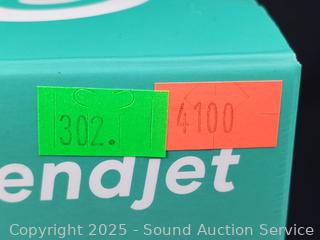 302.
4100
endjet
Copyright © 2025 - Sound Auction Service